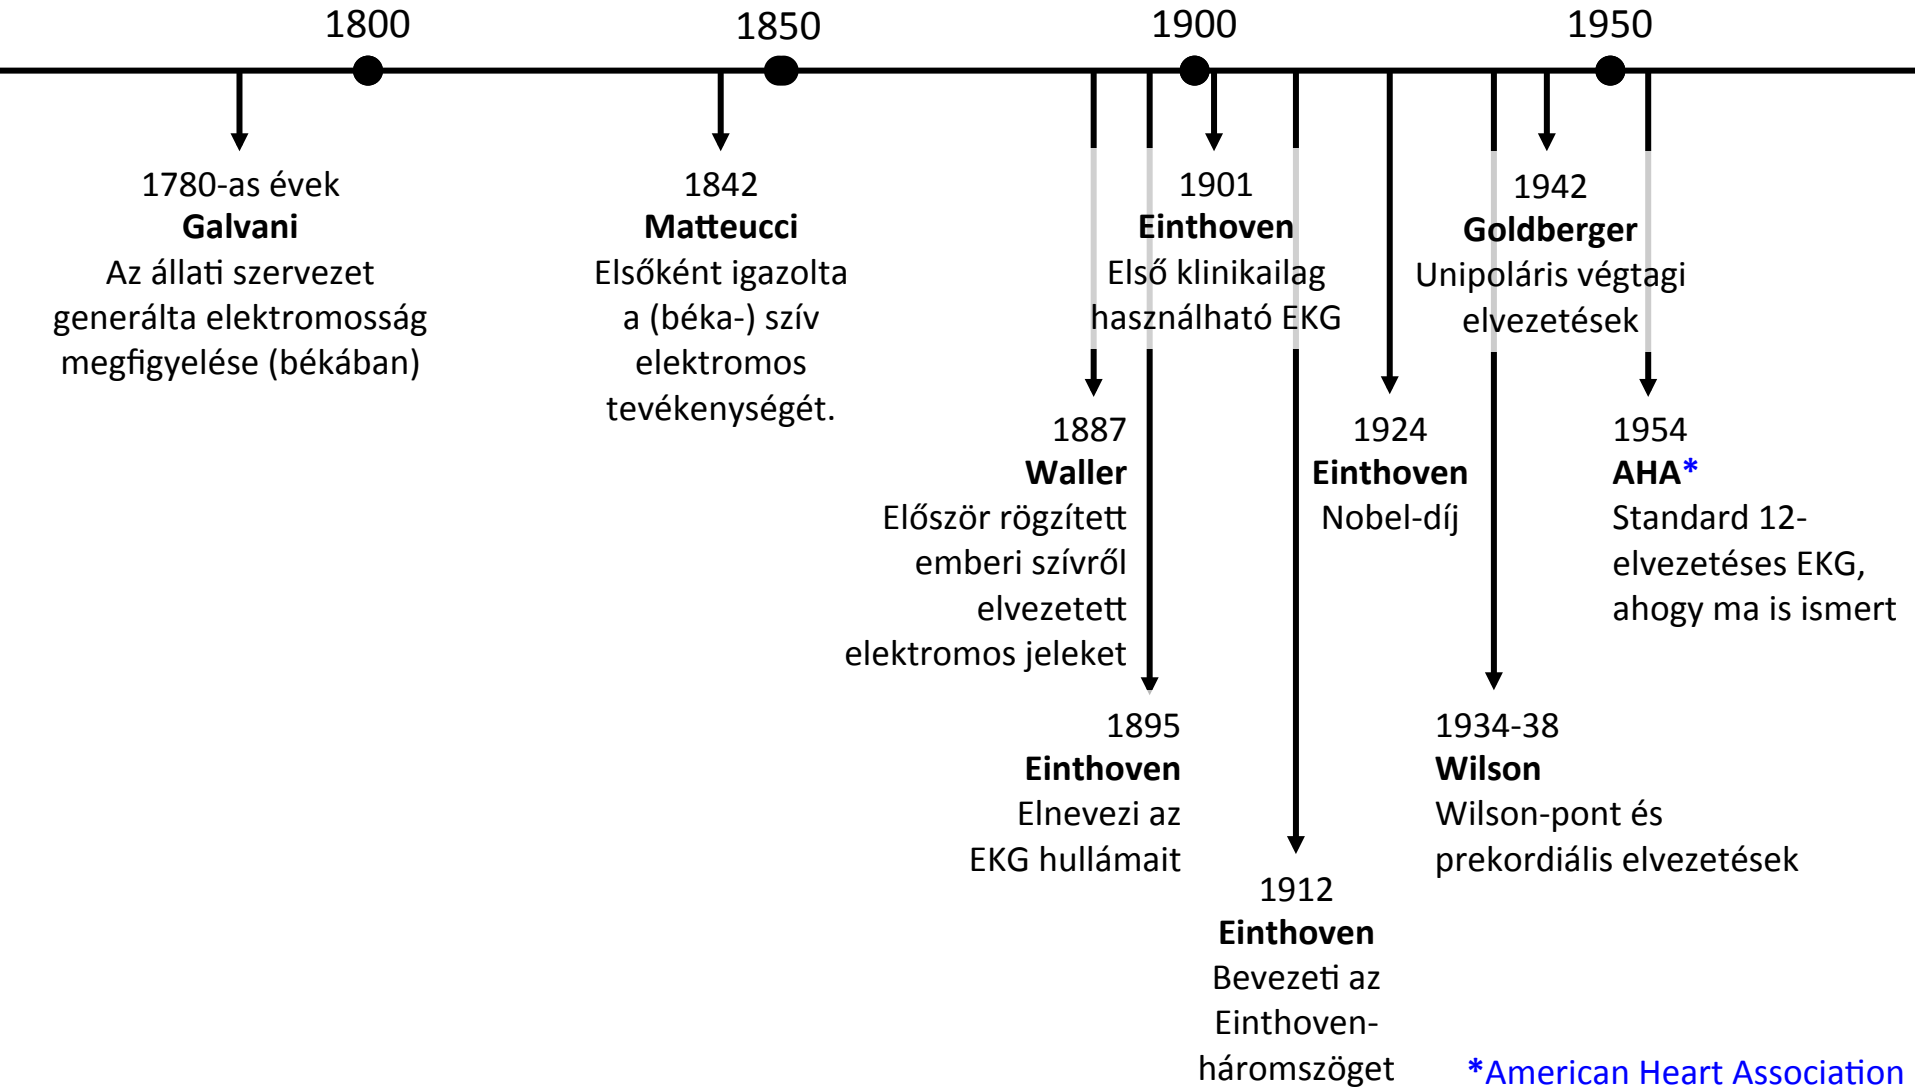 1800
1850
1900
1950
1780-as évek
Galvani
Az állati szervezet
generálta elektromosság
megfigyelése (békában)
1842
Matteucci
Elsőként igazolta
a (béka-) szív
elektromos
tevékenységét.
1901
Einthoven
Első klinikailag
használható EKG
1942
Goldberger
Unipoláris végtagi
elvezetések
1887
Waller
Először rögzített
emberi szívről
elvezetett
elektromos jeleket
1924
Einthoven
Nobel-díj
1954
AHA*
Standard 12-
elvezetéses EKG,
ahogy ma is ismert
1895
Einthoven
Elnevezi az
EKG hullámait
1934-38
Wilson
Wilson-pont és
prekordiális elvezetések
1912
Einthoven
Bevezeti az
Einthoven-
háromszöget
*American Heart Association